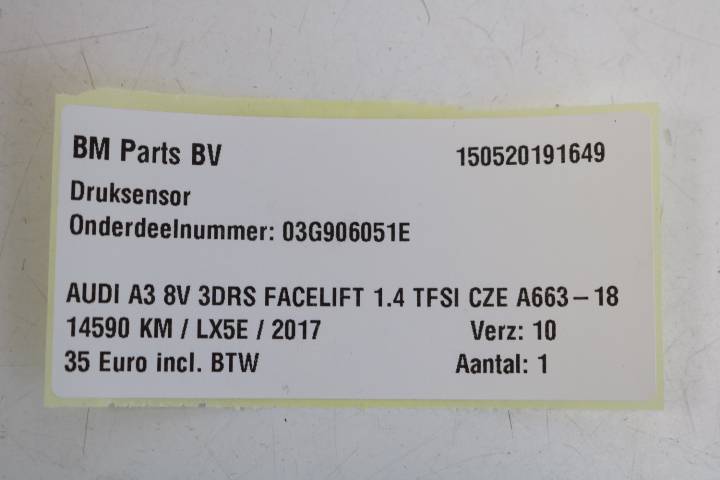 BM Parts BV 150520191649
Druksensor
Onderdeelnummer: 03G906051E
AUDI A3 8V 3DRS FACELIFT 1.4 TFSI CZE A663-18
14590 KM / LX5E / 2017 Verz: 10
35 Euro incl. BTW Aantal: 1